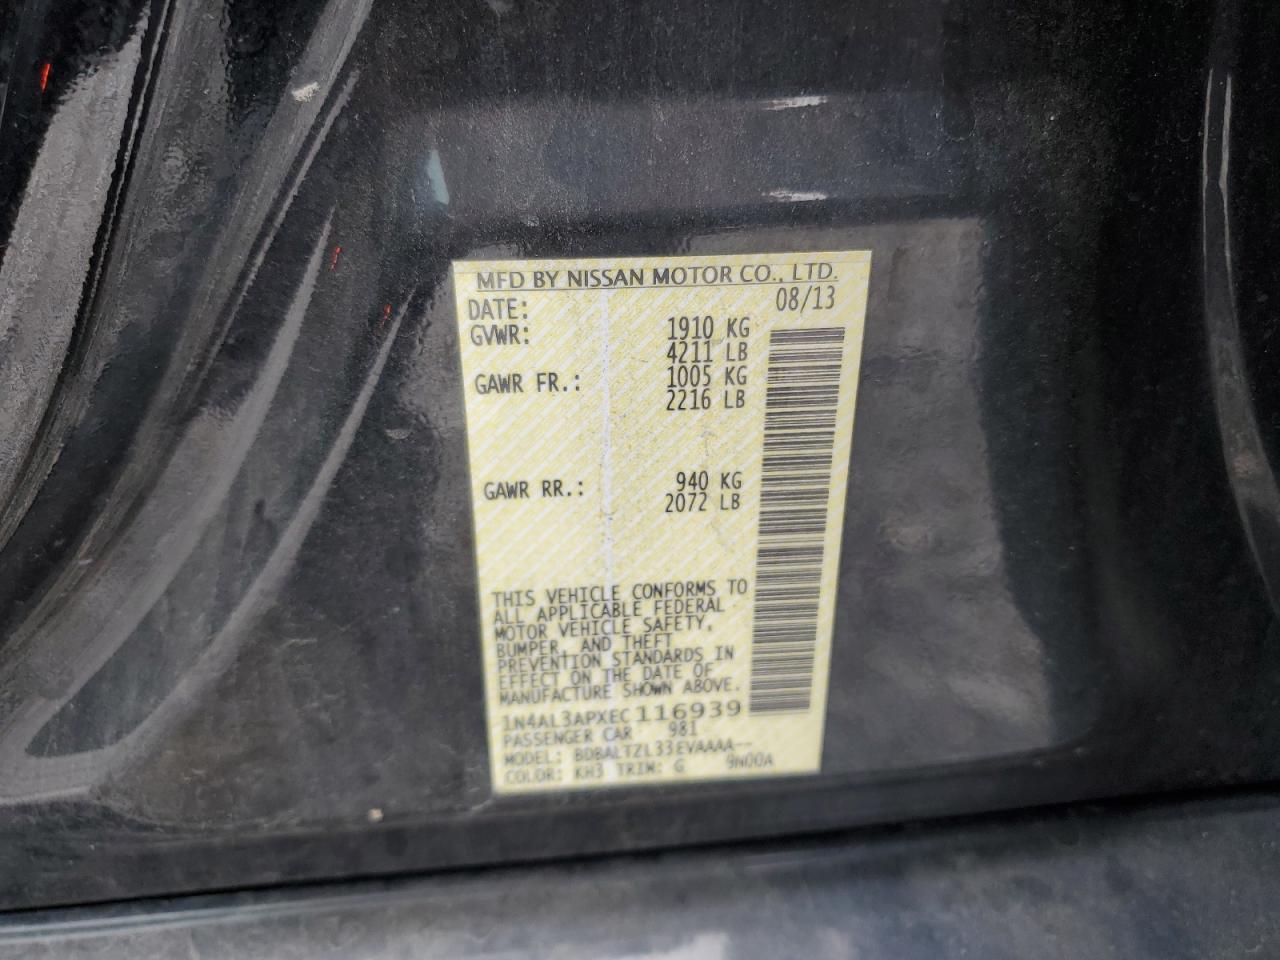 MFD BY NISSAN MOTOR CO., LTD.
DATE: 08/13
GVWR: 1910 KG
4211 LB
GAWR FR.: 1005 KG
2216 LB
GAWR RR.: 940 KG
2072 LB
THIS VEHICLE CONFORMS TO
ALL APPLICABLE FEDERAL
MOTOR VEHICLE SAFETY,
BUMPER, AND THEFT
PREVENTION STANDARDS IN
EFFECT ON THE DATE OF
MANUFACTURE SHOWN ABOVE.
1N4AL3APXEC116939
PASSENGER CAR 981
MODEL: BDBALTZL33EVAAAA--
COLOR: KH3 TRIM: G 9N00A